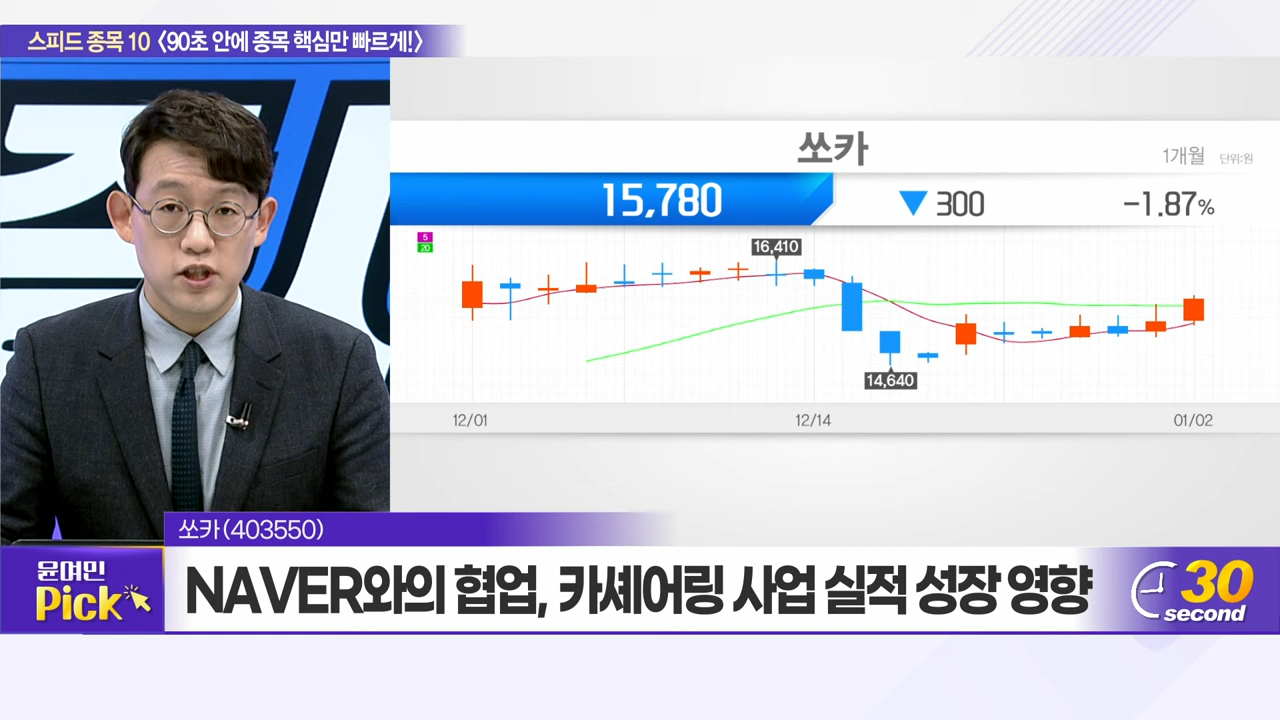 스피드 종목 10 〈90초 안에 종목 핵심만 빠르게!〉
쏘카
1개월 단위:원
15,780 ▼ 300 -1.87%
5
20
16,410
14,640
12/01 12/14 01/02
쏘카(403550)
윤여민
Pick
NAVER와의 협업, 카셰어링 사업 실적 성장 영향
30
second